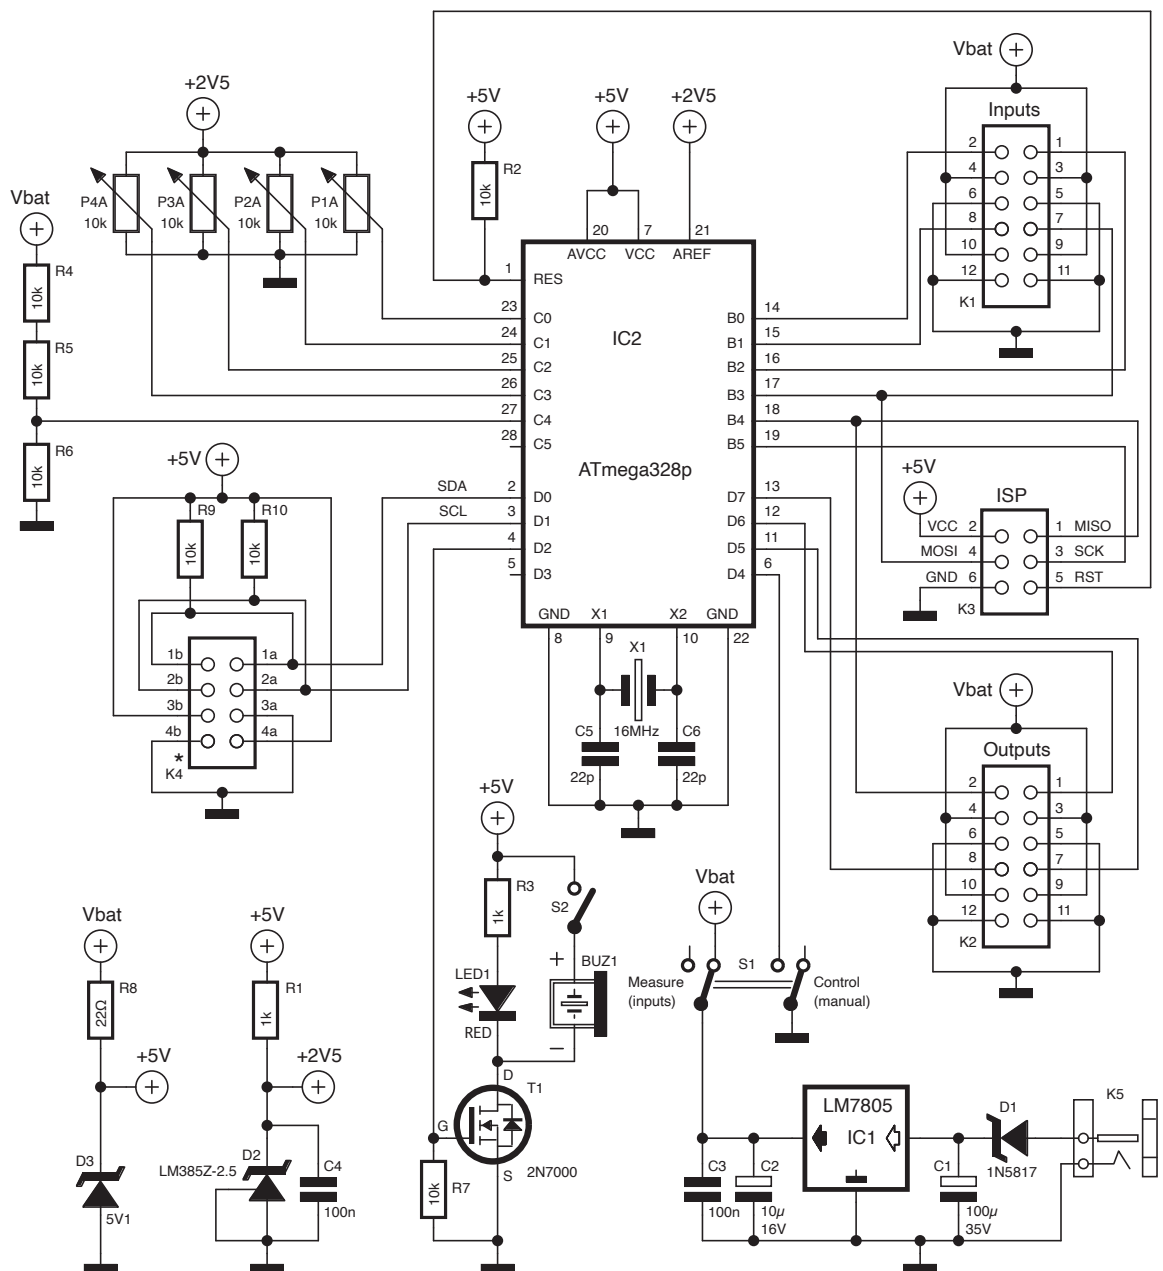 Vbat
+2V5
+5V
+5V
+2V5
Inputs
R2
10k
P4A
10k
P3A
10k
P2A
10k
P1A
10k
2
1
4
3
6
5
8
7
10
9
12
11
K1
Vbat
R4
10k
R5
10k
R6
10k
20
7
21
AVCC
VCC
AREF
1
RES
23
C0
24
C1
25
C2
26
C3
27
C4
28
C5
2
D0
3
D1
4
D2
5
D3
IC2
ATmega328p
B0
14
B1
15
B2
16
B3
17
B4
18
B5
19
D7
13
D6
12
D5
11
D4
6
GND
X1
X2
GND
8
9
10
22
SDA
SCL
+5V
R9
10k
R10
10k
1b
1a
2b
2a
3b
3a
4b
4a
*
K4
+5V
ISP
VCC
2
1
MISO
MOSI
4
3
SCK
GND
6
5
RST
K3
X1
16MHz
C5
22p
C6
22p
Vbat
Outputs
2
1
4
3
6
5
8
7
10
9
12
11
K2
+5V
R3
1k
S2
BUZ1
+
–
LED1
RED
D
T1
G
S
2N7000
R7
10k
Vbat
S1
Measure
(inputs)
Control
(manual)
Vbat
R8
22Ω
+5V
D3
5V1
+5V
R1
1k
+2V5
D2
LM385Z-2.5
C4
100n
LM7805
IC1
D1
1N5817
K5
C3
100n
C2
10µ
16V
C1
100µ
35V